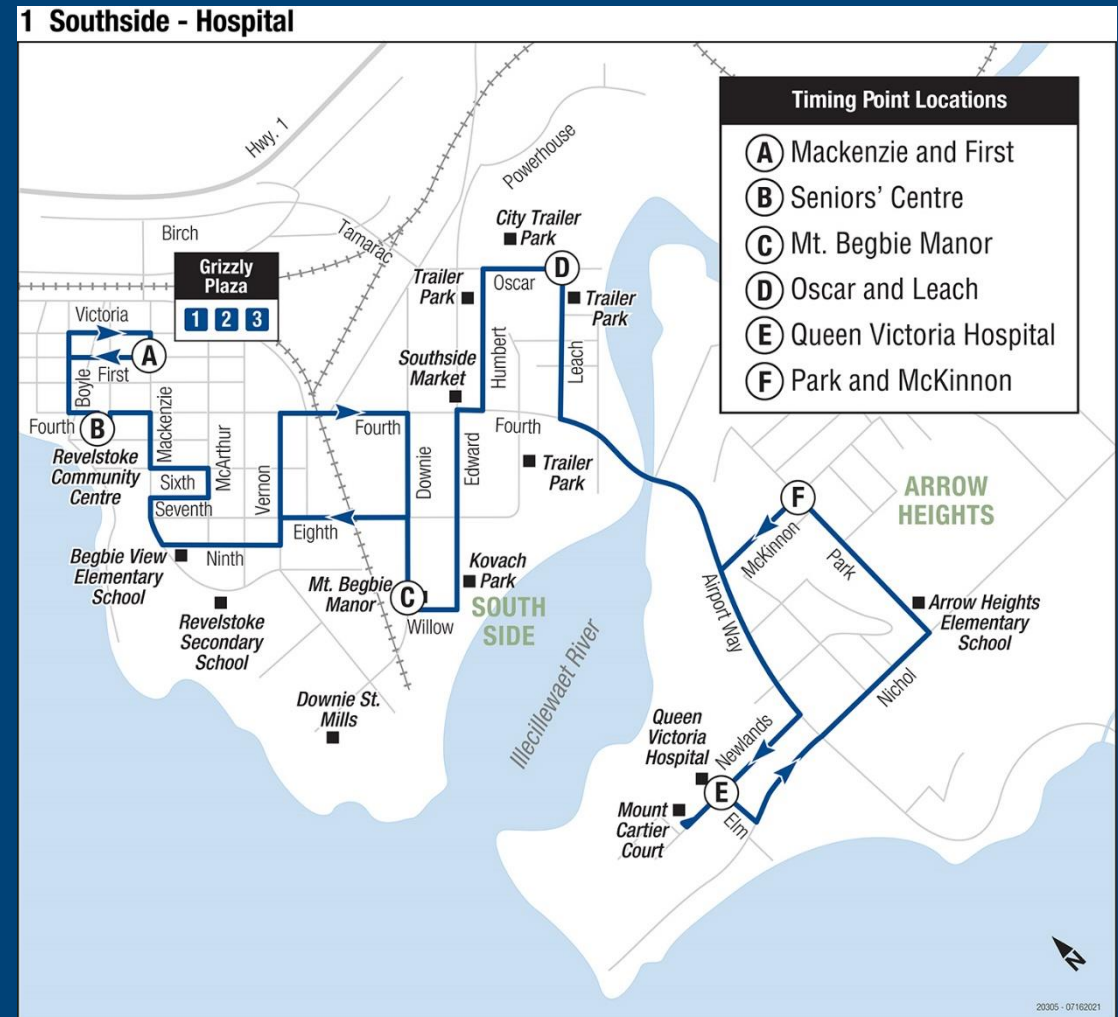 1 Southside - Hospital
Hwy. 1
Powerhouse
Birch
Tamarac
City Trailer
Park
Grizzly
Plaza
1 2 3
Trailer
Park
Oscar
D
Trailer
Park
Victoria
A
First
Boyle
Southside
Market
Humbert
Leach
Fourth
B
Revelstoke
Community
Centre
Mackenzie
McArthur
Sixth
Seventh
Vernon
Fourth
Downie
Edward
Fourth
Trailer
Park
Eighth
Ninth
Begbie View
Elementary
School
Revelstoke
Secondary
School
Mt. Begbie
Manor
C
Willow
Kovach
Park
SOUTH
SIDE
Downie St.
Mills
Illecillewaet River
Timing Point Locations
A Mackenzie and First
B Seniors' Centre
C Mt. Begbie Manor
D Oscar and Leach
E Queen Victoria Hospital
F Park and McKinnon
F
ARROW
HEIGHTS
McKinnon
Park
Airport Way
Arrow Heights
Elementary
School
Nichol
Newlands
Queen
Victoria
Hospital
E
Elm
Mount
Cartier
Court
N
20305 - 07162021